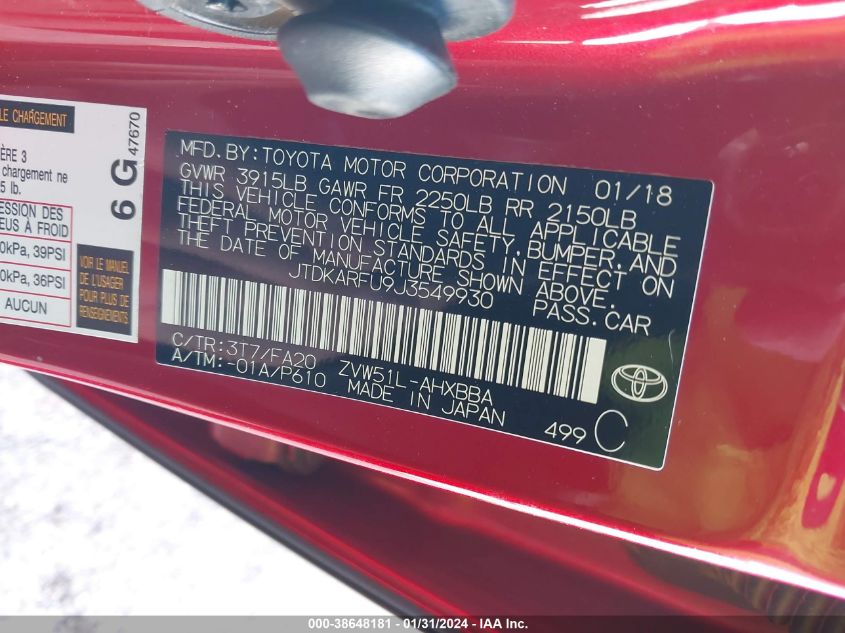 LE CHARGEMENT
ÈRE 3
chargement ne
5 lb.
ESSION DES
EUS À FROID
0kPa, 39PSI
0kPa, 36PSI
AUCUN
6 G 47670
VOIR LE MANUEL
DE L'USAGER
POUR PLUS DE
RENSEIGNEMENTS
MFD. BY: TOYOTA MOTOR CORPORATION 01/18
GVWR 3915LB GAWR FR 2250LB RR 2150LB
THIS VEHICLE CONFORMS TO ALL APPLICABLE
FEDERAL MOTOR VEHICLE SAFETY, BUMPER, AND
THEFT PREVENTION STANDARDS IN EFFECT ON
THE DATE OF MANUFACTURE SHOWN ABOVE.
JTDKARFU9J3549930 PASS. CAR
C/TR: 3T7/FA20 ZVW51L-AHXBBA
A/TM:-01A/P610 MADE IN JAPAN
499 C
000-38648181 - 01/31/2024 - IAA Inc.